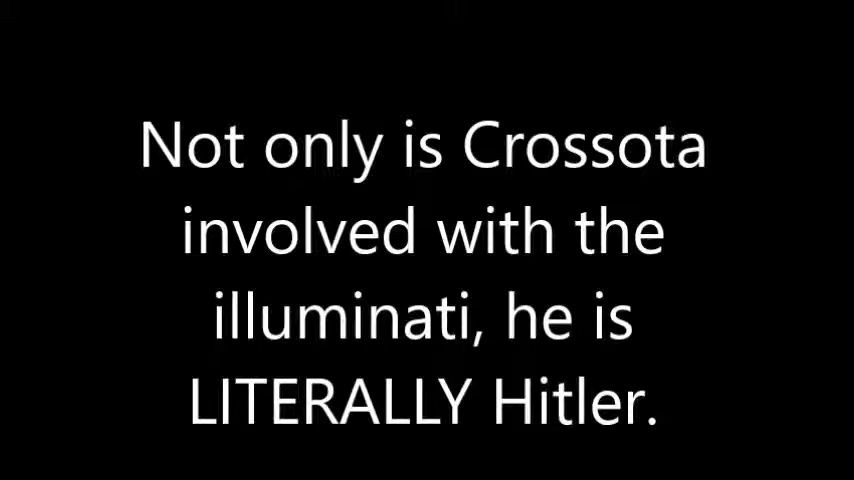 Not only is Crossota
involved with the
illuminati, he is
LITERALLY Hitler.